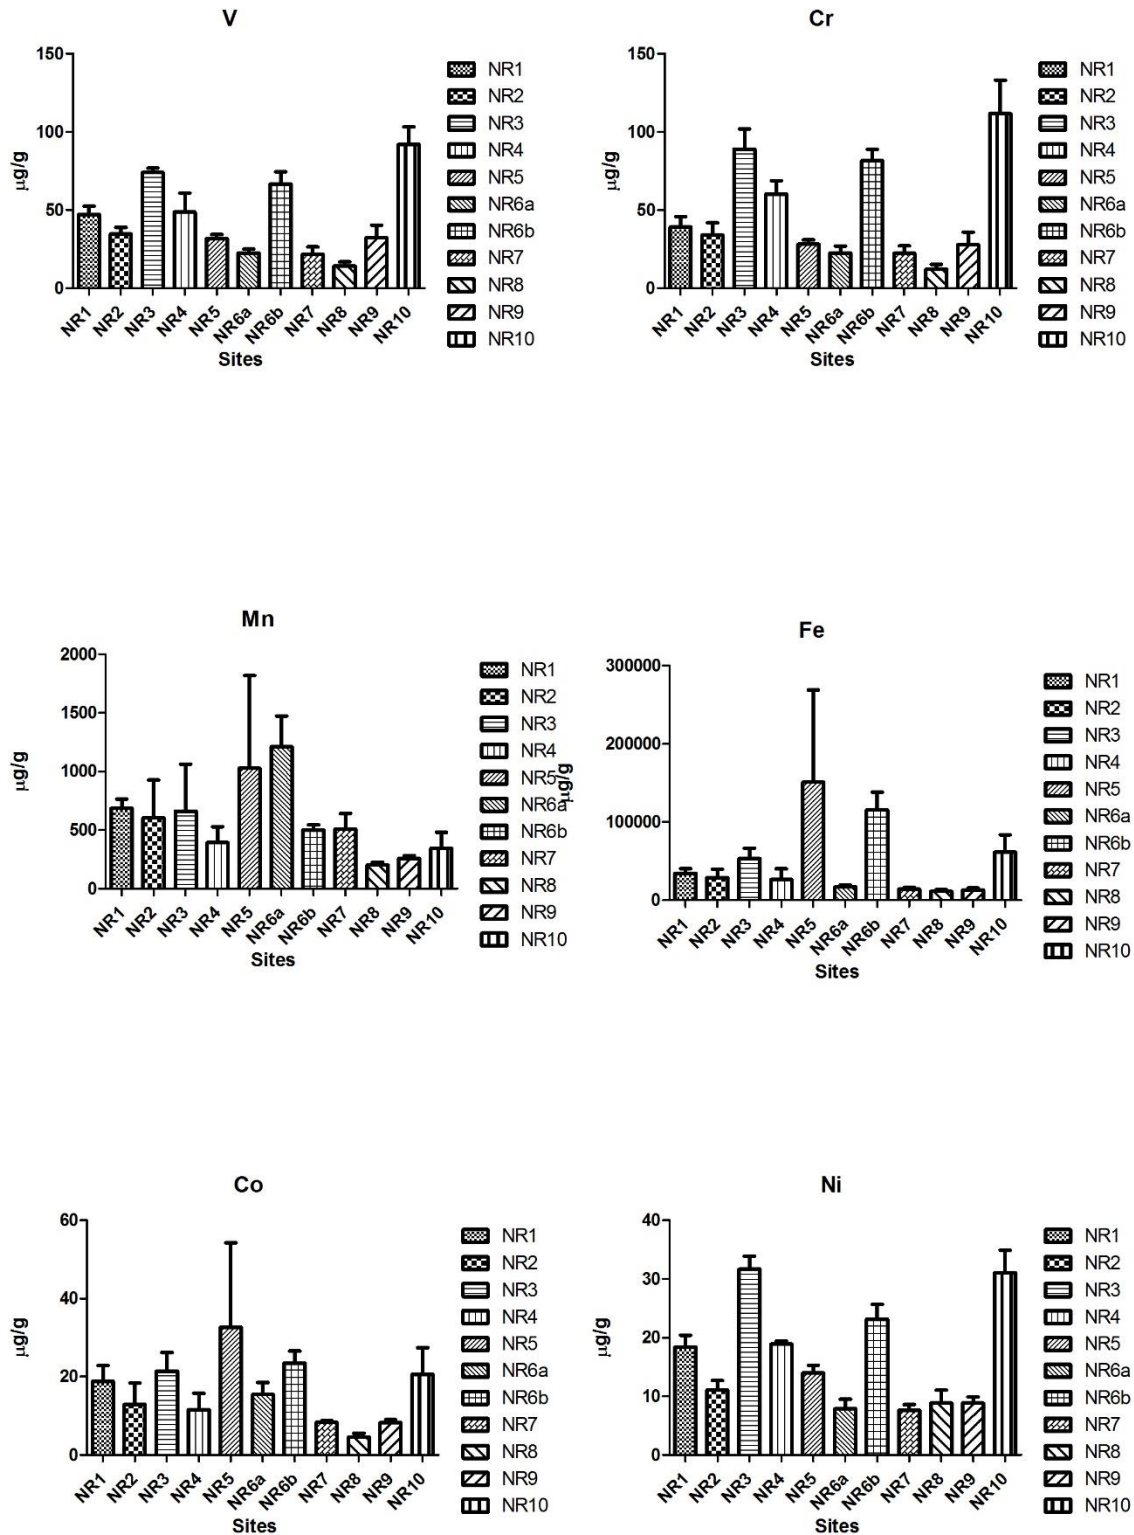 V
150
100
50
0
μg/g
NR1
NR2
NR3
NR4
NR5
NR6a
NR6b
NR7
NR8
NR9
NR10
Sites
NR1
NR2
NR3
NR4
NR5
NR6a
NR6b
NR7
NR8
NR9
NR10
Cr
150
100
50
0
μg/g
NR1
NR2
NR3
NR4
NR5
NR6a
NR6b
NR7
NR8
NR9
NR10
Sites
NR1
NR2
NR3
NR4
NR5
NR6a
NR6b
NR7
NR8
NR9
NR10
Mn
2000
1500
1000
500
0
μg/g
NR1
NR2
NR3
NR4
NR5
NR6a
NR6b
NR7
NR8
NR9
NR10
Sites
NR1
NR2
NR3
NR4
NR5
NR6a
NR6b
NR7
NR8
NR9
NR10
Fe
300000
200000
100000
0
μg/g
NR1
NR2
NR3
NR4
NR5
NR6a
NR6b
NR7
NR8
NR9
NR10
Sites
NR1
NR2
NR3
NR4
NR5
NR6a
NR6b
NR7
NR8
NR9
NR10
Co
60
40
20
0
μg/g
NR1
NR2
NR3
NR4
NR5
NR6a
NR6b
NR7
NR8
NR9
NR10
Sites
NR1
NR2
NR3
NR4
NR5
NR6a
NR6b
NR7
NR8
NR9
NR10
Ni
40
30
20
10
0
μg/g
NR1
NR2
NR3
NR4
NR5
NR6a
NR6b
NR7
NR8
NR9
NR10
Sites
NR1
NR2
NR3
NR4
NR5
NR6a
NR6b
NR7
NR8
NR9
NR10